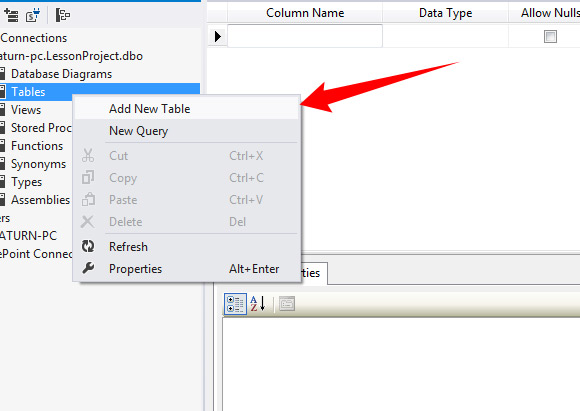 Column Name Data Type Allow Nulls
Connections
aturn-pc.LessonProject.dbo
Database Diagrams
Tables
Views
Stored Proc
Functions
Synonyms
Types
Assemblies
ers
ATURN-PC
ePoint Connec
Add New Table
New Query
Cut Ctrl+X
Copy Ctrl+C
Paste Ctrl+V
Delete Del
Refresh
Properties Alt+Enter
rties
A
Z